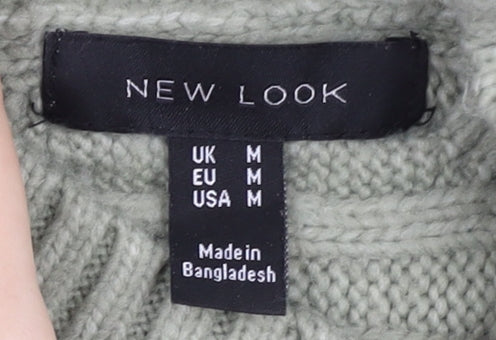 NEW LOOK
UK M
EU M
USA M
Made in
Bangladesh